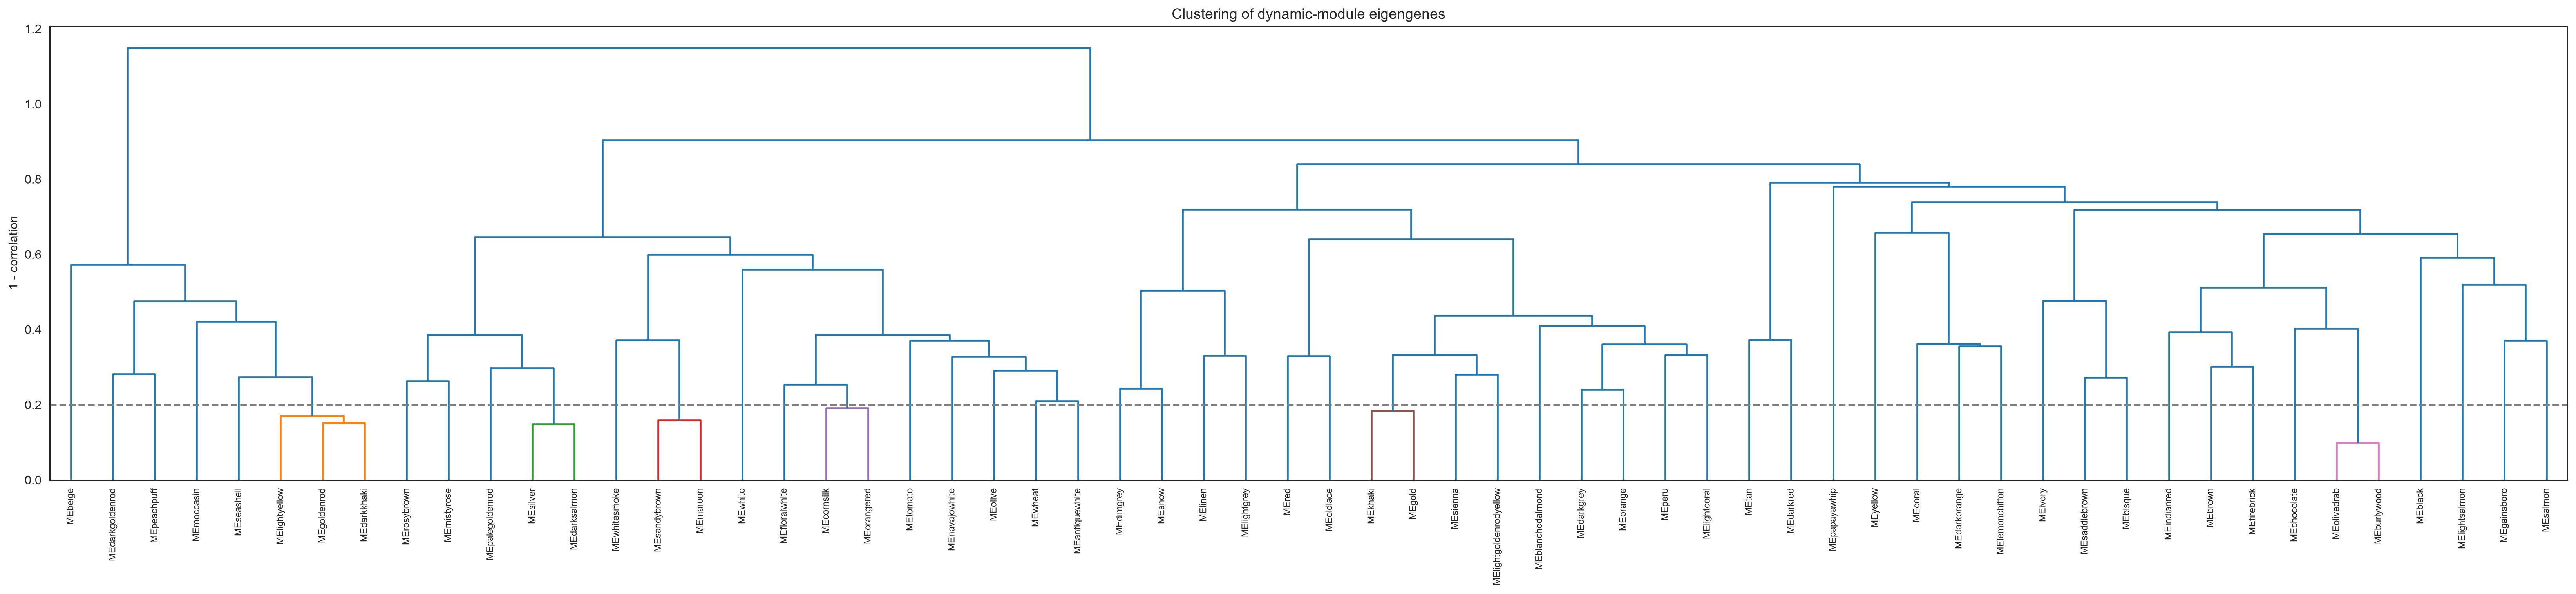 Clustering of dynamic-module eigengenes
1.2
1.0
0.8
0.6
0.4
0.2
0.0
1 - correlation
MEbeige
MEdarkgoldenrod
MEpeachpuff
MEmoccasin
MEseashell
MElightyellow
MEgoldenrod
MEdarkkhaki
MErosybrown
MEmistyrose
MEpalegoldenrod
MEsilver
MEdarksalmon
MEwhitesmoke
MEsandybrown
MEmaroon
MEwhite
MEfloralwhite
MEcornsilk
MEorangered
MEtomato
MEnavajowhite
MEolive
MEwheat
MEantiquewhite
MEdimgrey
MEsnow
MElinen
MElightgrey
MEred
MEoldlace
MEkhaki
MEgold
MEsienna
MElightgoldenrodyellow
MEblanchedalmond
MEdarkgrey
MEorange
MEperu
MElightcoral
MEtan
MEdarkred
MEpapayawhip
MEyellow
MEcoral
MEdarkorange
MElemonchiffon
MEivory
MEsaddlebrown
MEbisque
MEindianred
MEbrown
MEfirebrick
MEchocolate
MEolivedrab
MEburlywood
MEblack
MElightsalmon
MEgainsboro
MEsalmon